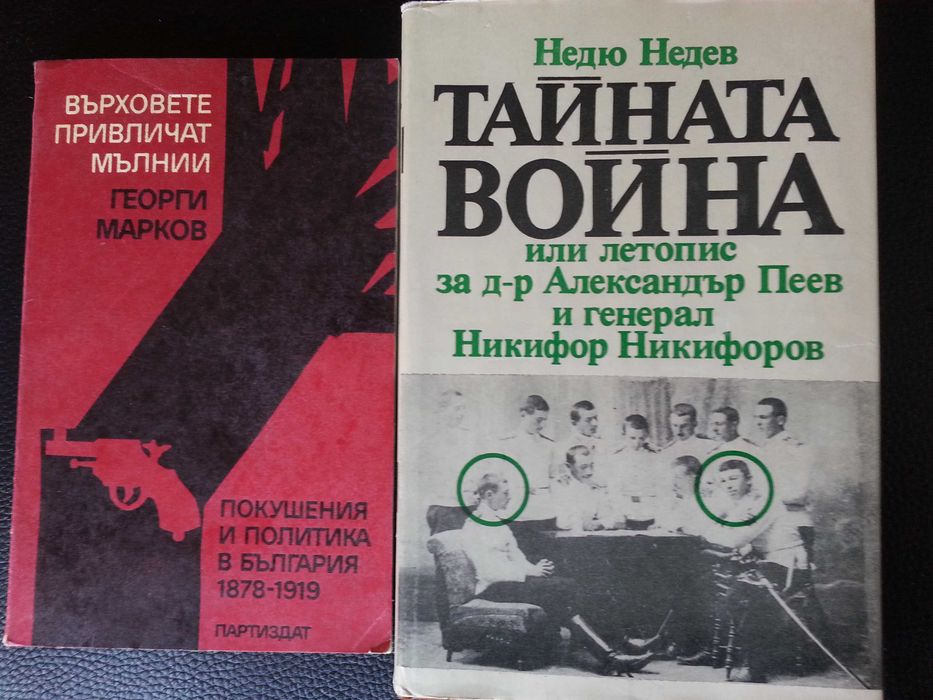 ВЪРХОВЕТЕ
ПРИВЛИЧАТ
МЪЛНИИ
ГЕОРГИ
МАРКОВ
ПОКУШЕНИЯ
И ПОЛИТИКА
В БЪЛГАРИЯ
1878-1919
ПАРТИЗДАТ
Недю Недев
ТАЙНАТА
ВОЙНА
или летопис
за д-р Александър Пеев
и генерал
Никифор Никифоров